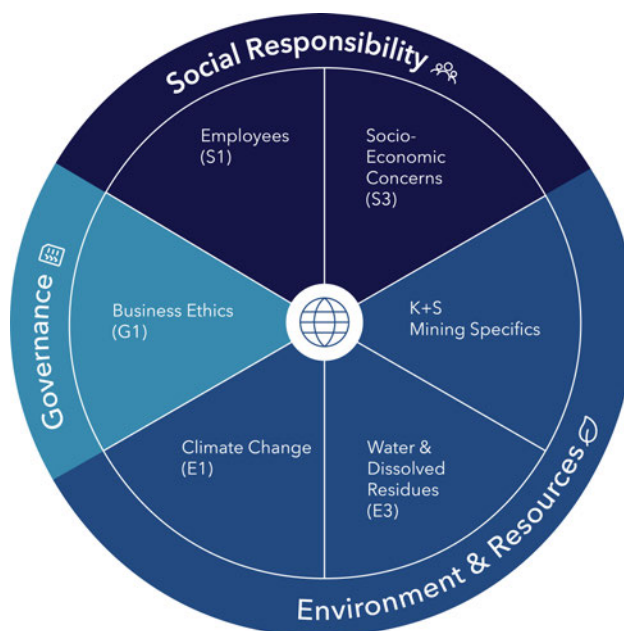 Social Responsibility
Employees
(S1)
Socio-
Economic
Concerns
(S3)
Governance
Business Ethics
(G1)
K+S
Mining Specifics
Climate Change
(E1)
Water &
Dissolved
Residues
(E3)
Environment & Resources